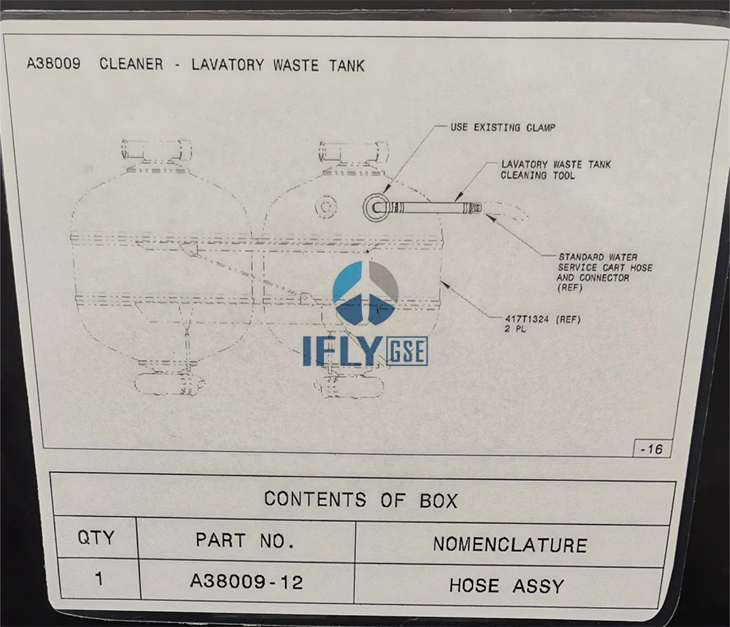 A38009 CLEANER - LAVATORY WASTE TANK
USE EXISTING CLAMP
LAVATORY WASTE TANK
CLEANING TOOL
STANDARD WATER
SERVICE CART HOSE
AND CONNECTOR
(REF)
417T1324 (REF)
2 PL
IFLY GSE
-16
CONTENTS OF BOX
QTY PART NO. NOMENCLATURE
1 A38009-12 HOSE ASSY